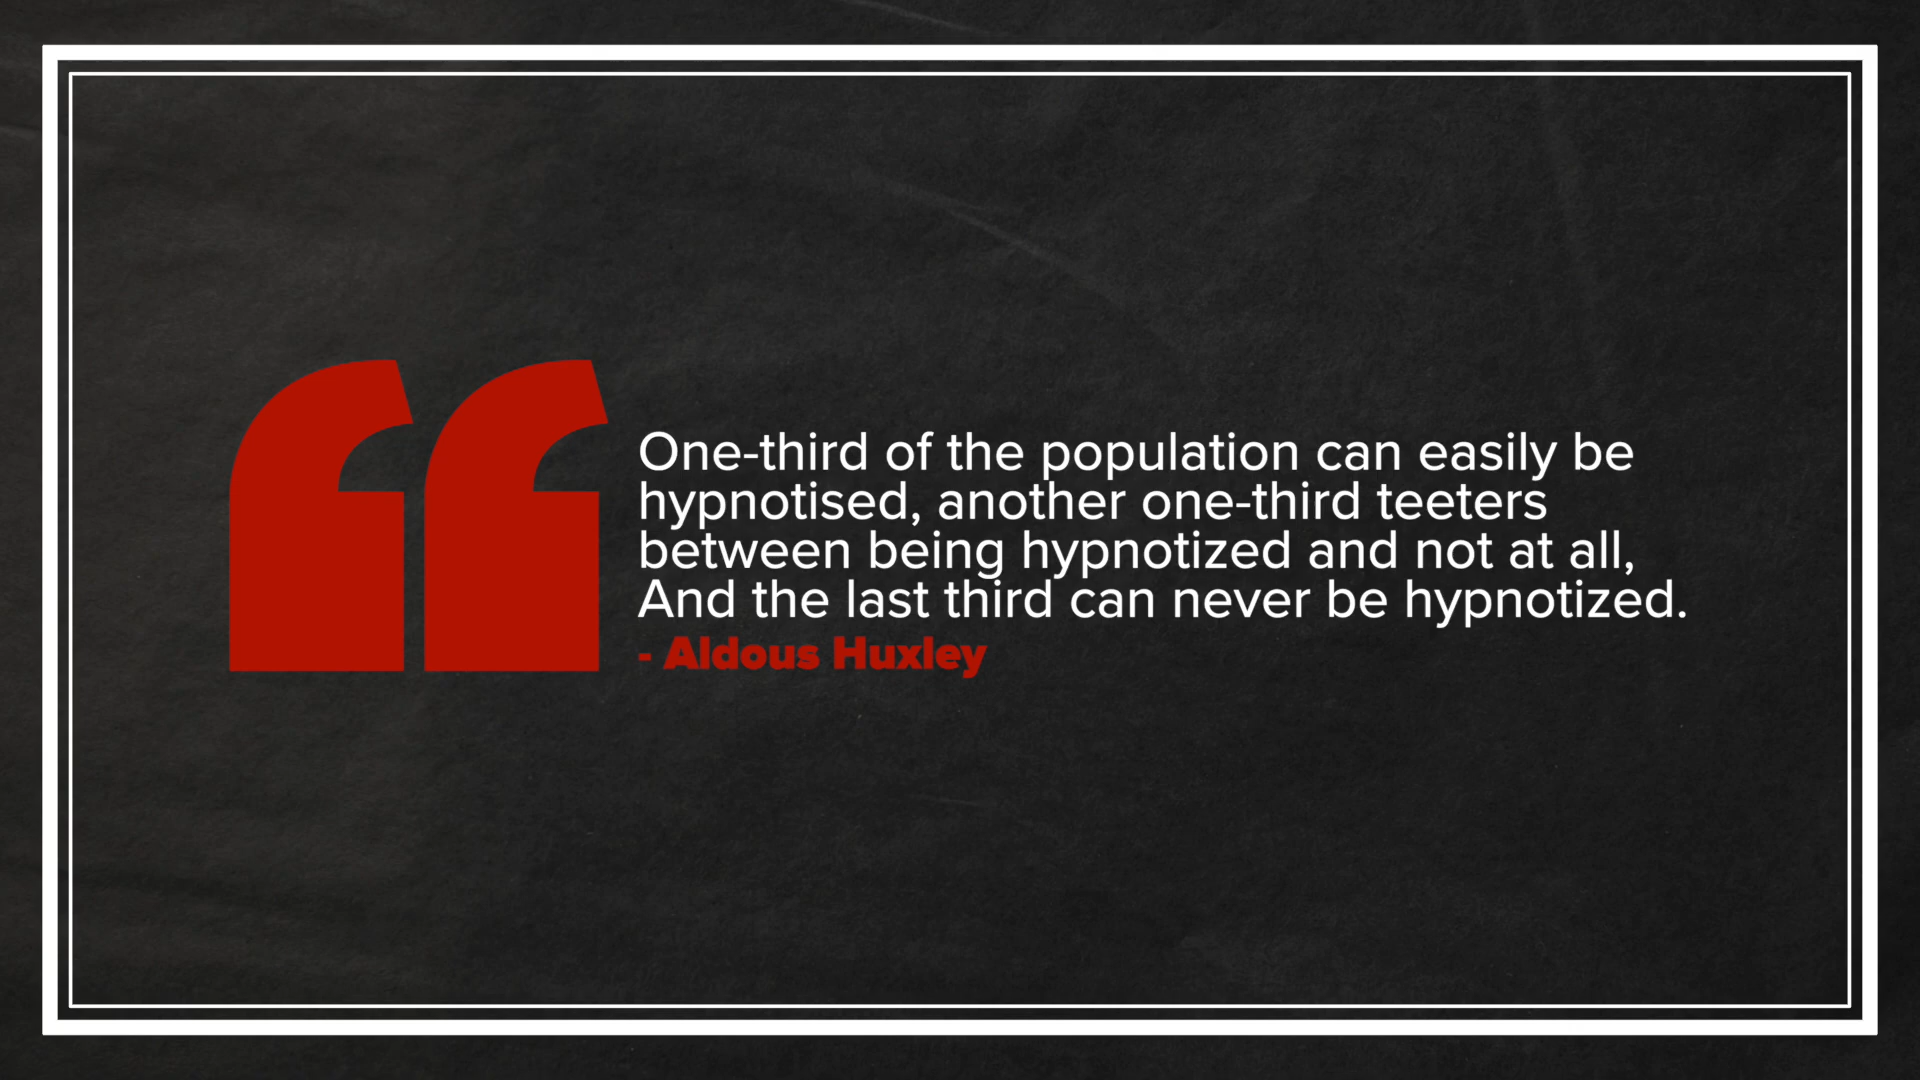 One-third of the population can easily be
hypnotised, another one-third teeters
between being hypnotized and not at all,
And the last third can never be hypnotized.
- Aldous Huxley